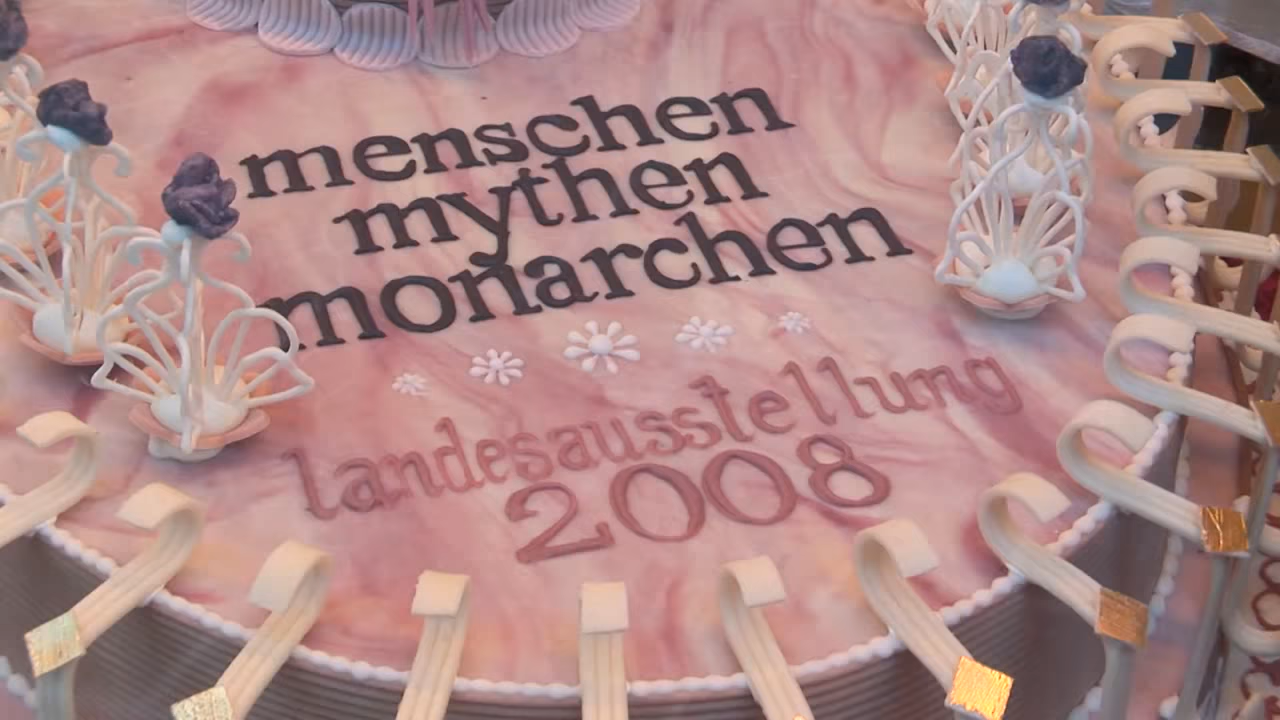 menschen
mythen
monarchen
landesausstellung
2008